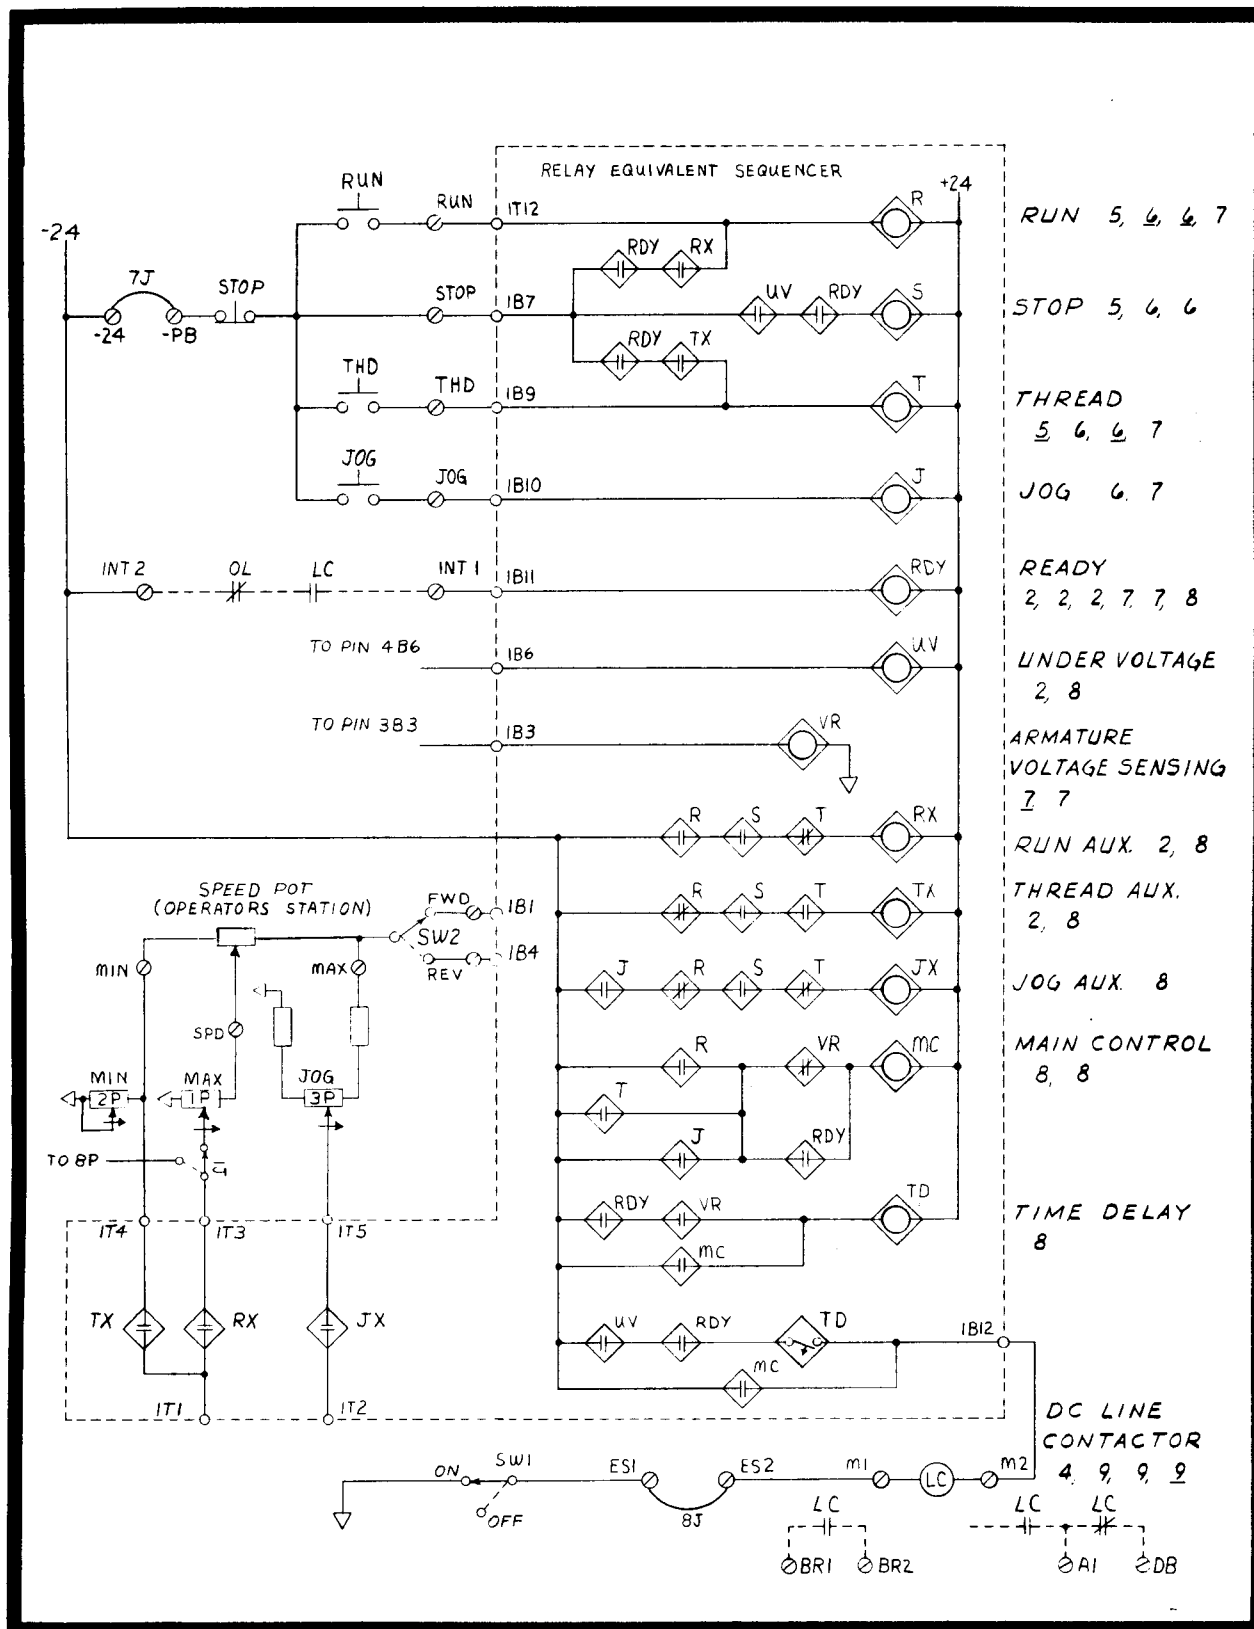 RELAY EQUIVALENT SEQUENCER
+24
-24
RUN
RUN
1T12
R
RUN 5, 6, 6, 7
RDY
RX
7J
STOP
STOP
1B7
UV
RDY
S
STOP 5, 6, 6
-24
-PB
RDY
TX
THD
THD
1B9
T
THREAD
5 6, 6 7
JOG
JOG
1B10
J
JOG 6, 7
INT 2
OL
LC
INT 1
1B11
RDY
READY
2, 2, 2, 7, 7, 8
TO PIN 4B6
1B6
UV
UNDER VOLTAGE
2, 8
TO PIN 3B3
1B3
VR
ARMATURE
VOLTAGE SENSING
7 7
R
S
T
RX
RUN AUX. 2, 8
SPEED POT
(OPERATORS STATION)
FWD
1B1
SW2
REV
1B4
R
S
T
TX
THREAD AUX.
2, 8
MIN
MAX
J
R
S
T
JX
JOG AUX. 8
SPD
MIN
2P
MAX
1P
JOG
3P
R
VR
MC
MAIN CONTROL
8, 8
T
J
RDY
TO 8P
1T4
1T3
1T5
RDY
VR
TD
TIME DELAY
8
MC
TX
RX
JX
UV
RDY
TD
1B12
MC
1T1
1T2
DC LINE
CONTACTOR
4, 9, 9, 9
ON
SW1
OFF
ES1
ES2
8J
M1
LC
M2
LC
BR1
BR2
LC
LC
A1
DB